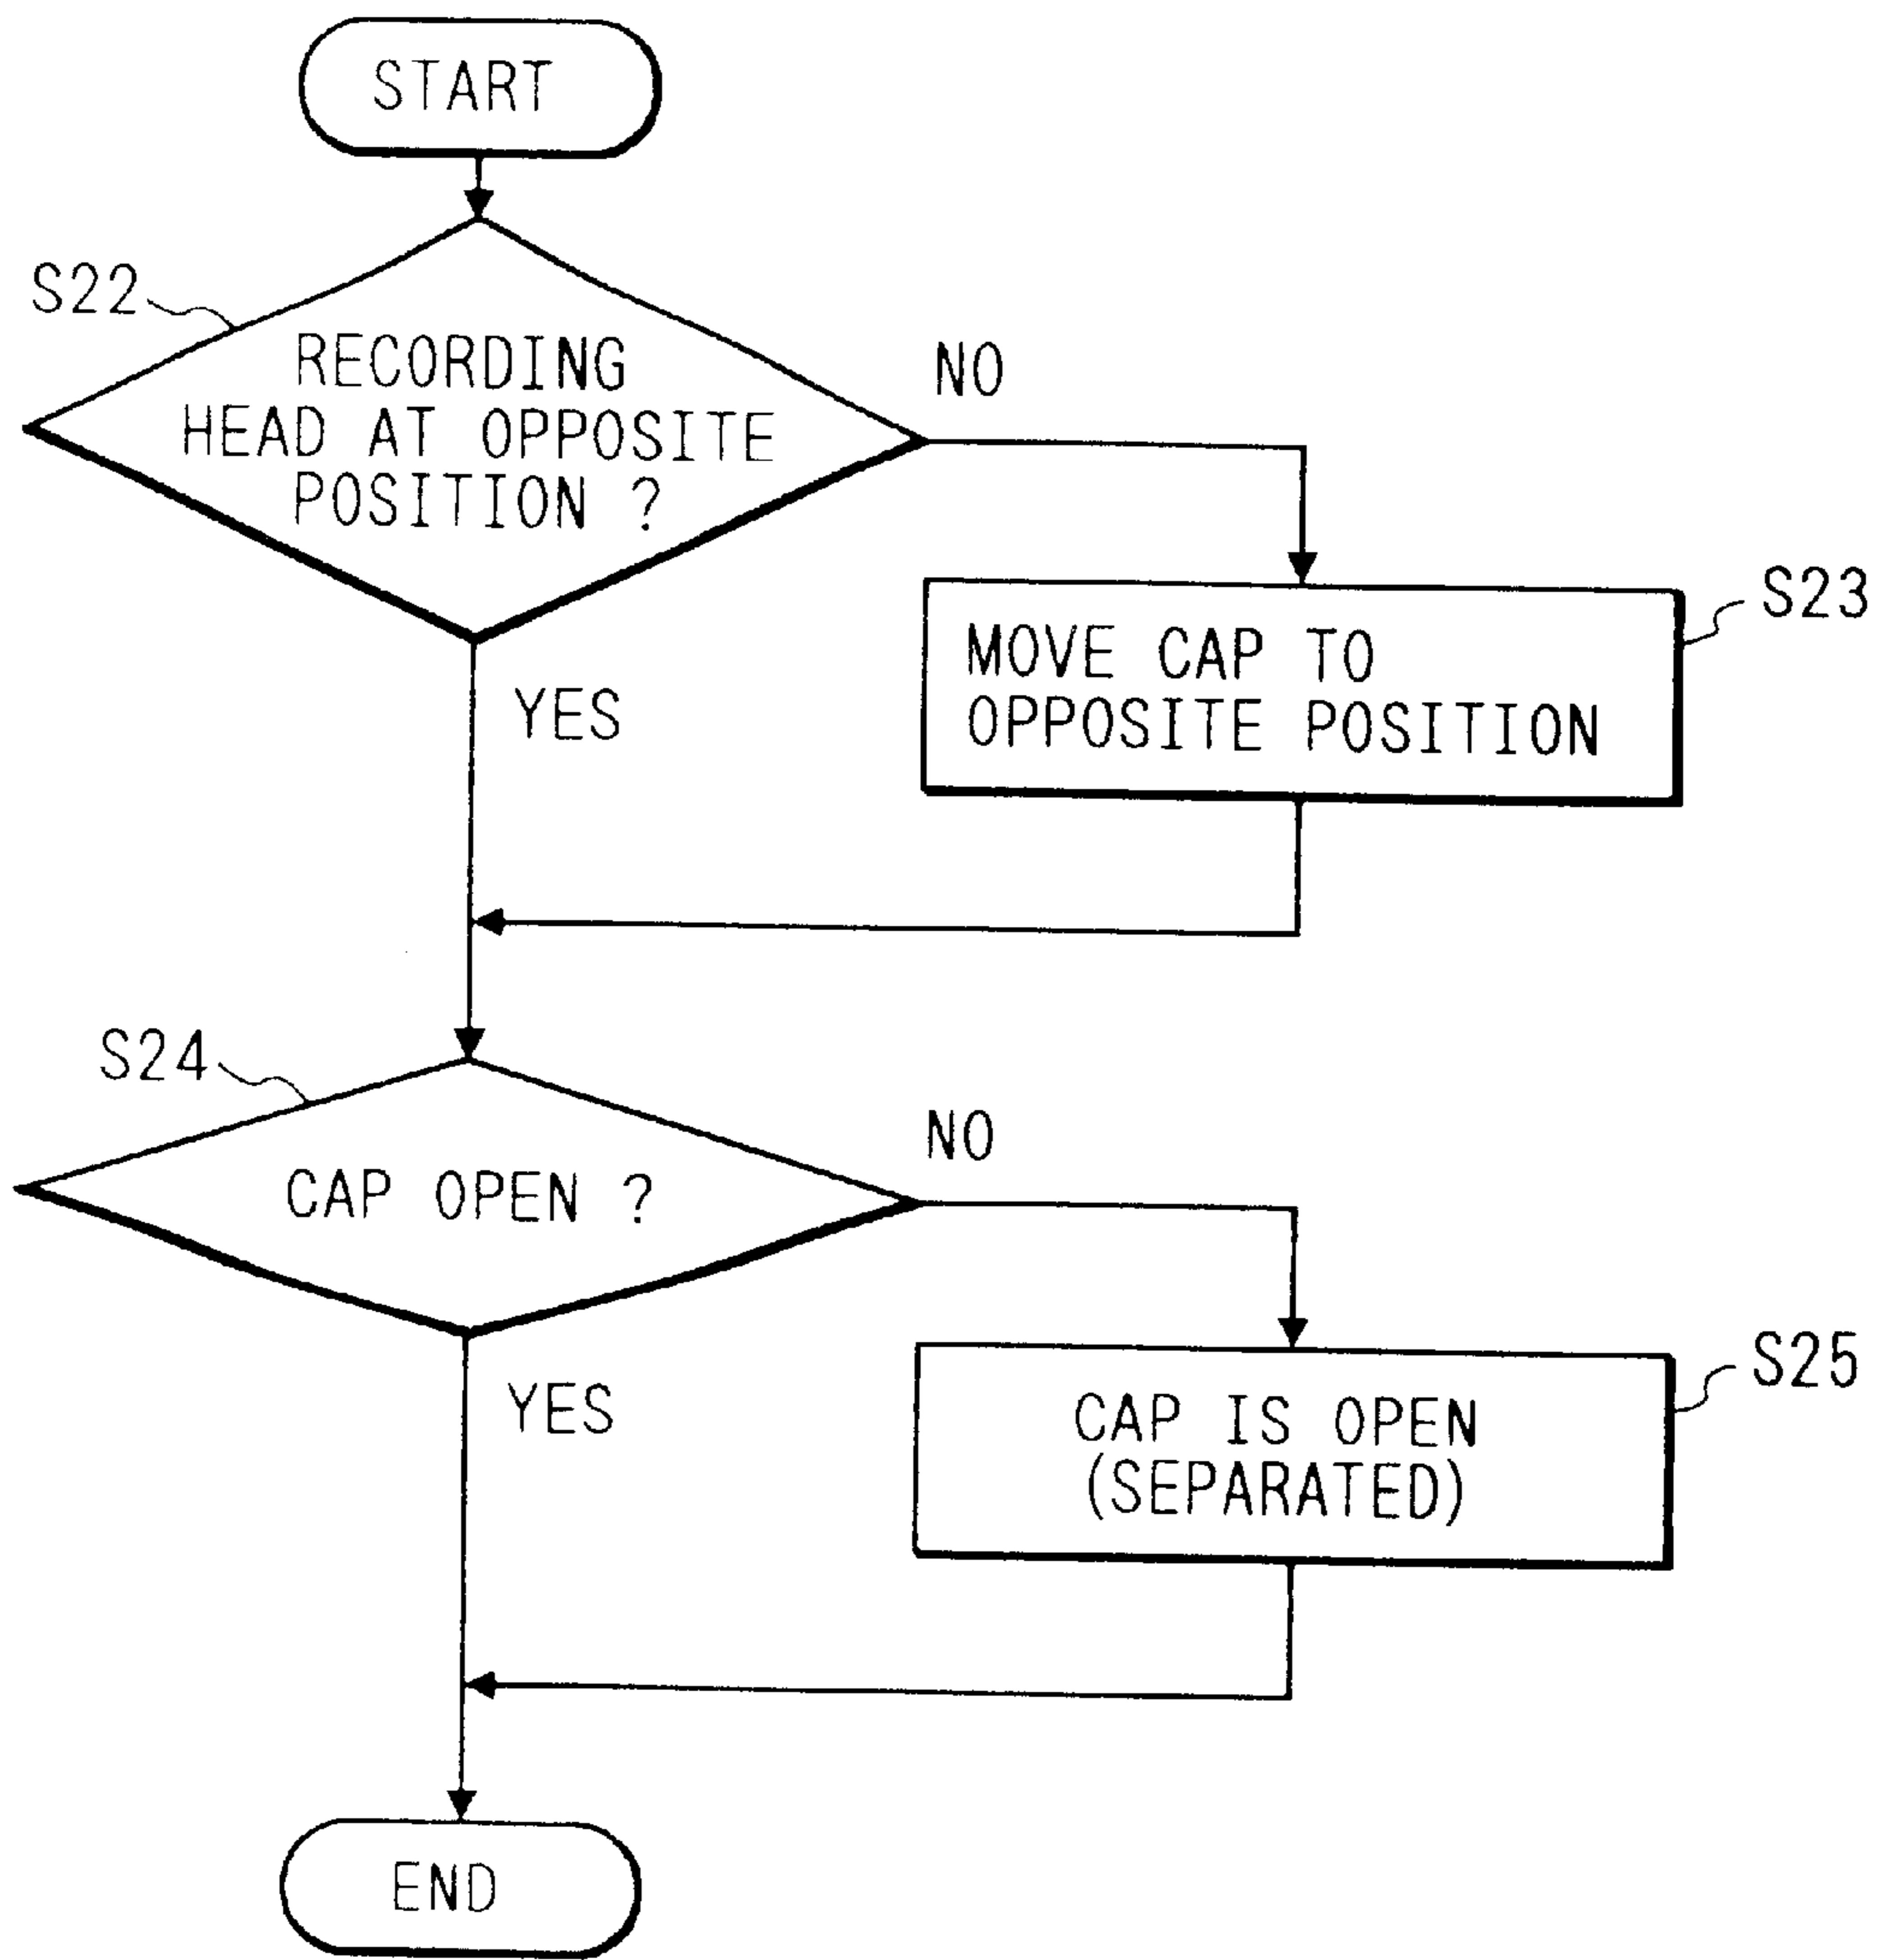 START
S22
RECORDING
HEAD AT OPPOSITE
POSITION ?
NO
YES
S23
MOVE CAP TO
OPPOSITE POSITION
S24
CAP OPEN ?
NO
YES
S25
CAP IS OPEN
(SEPARATED)
END